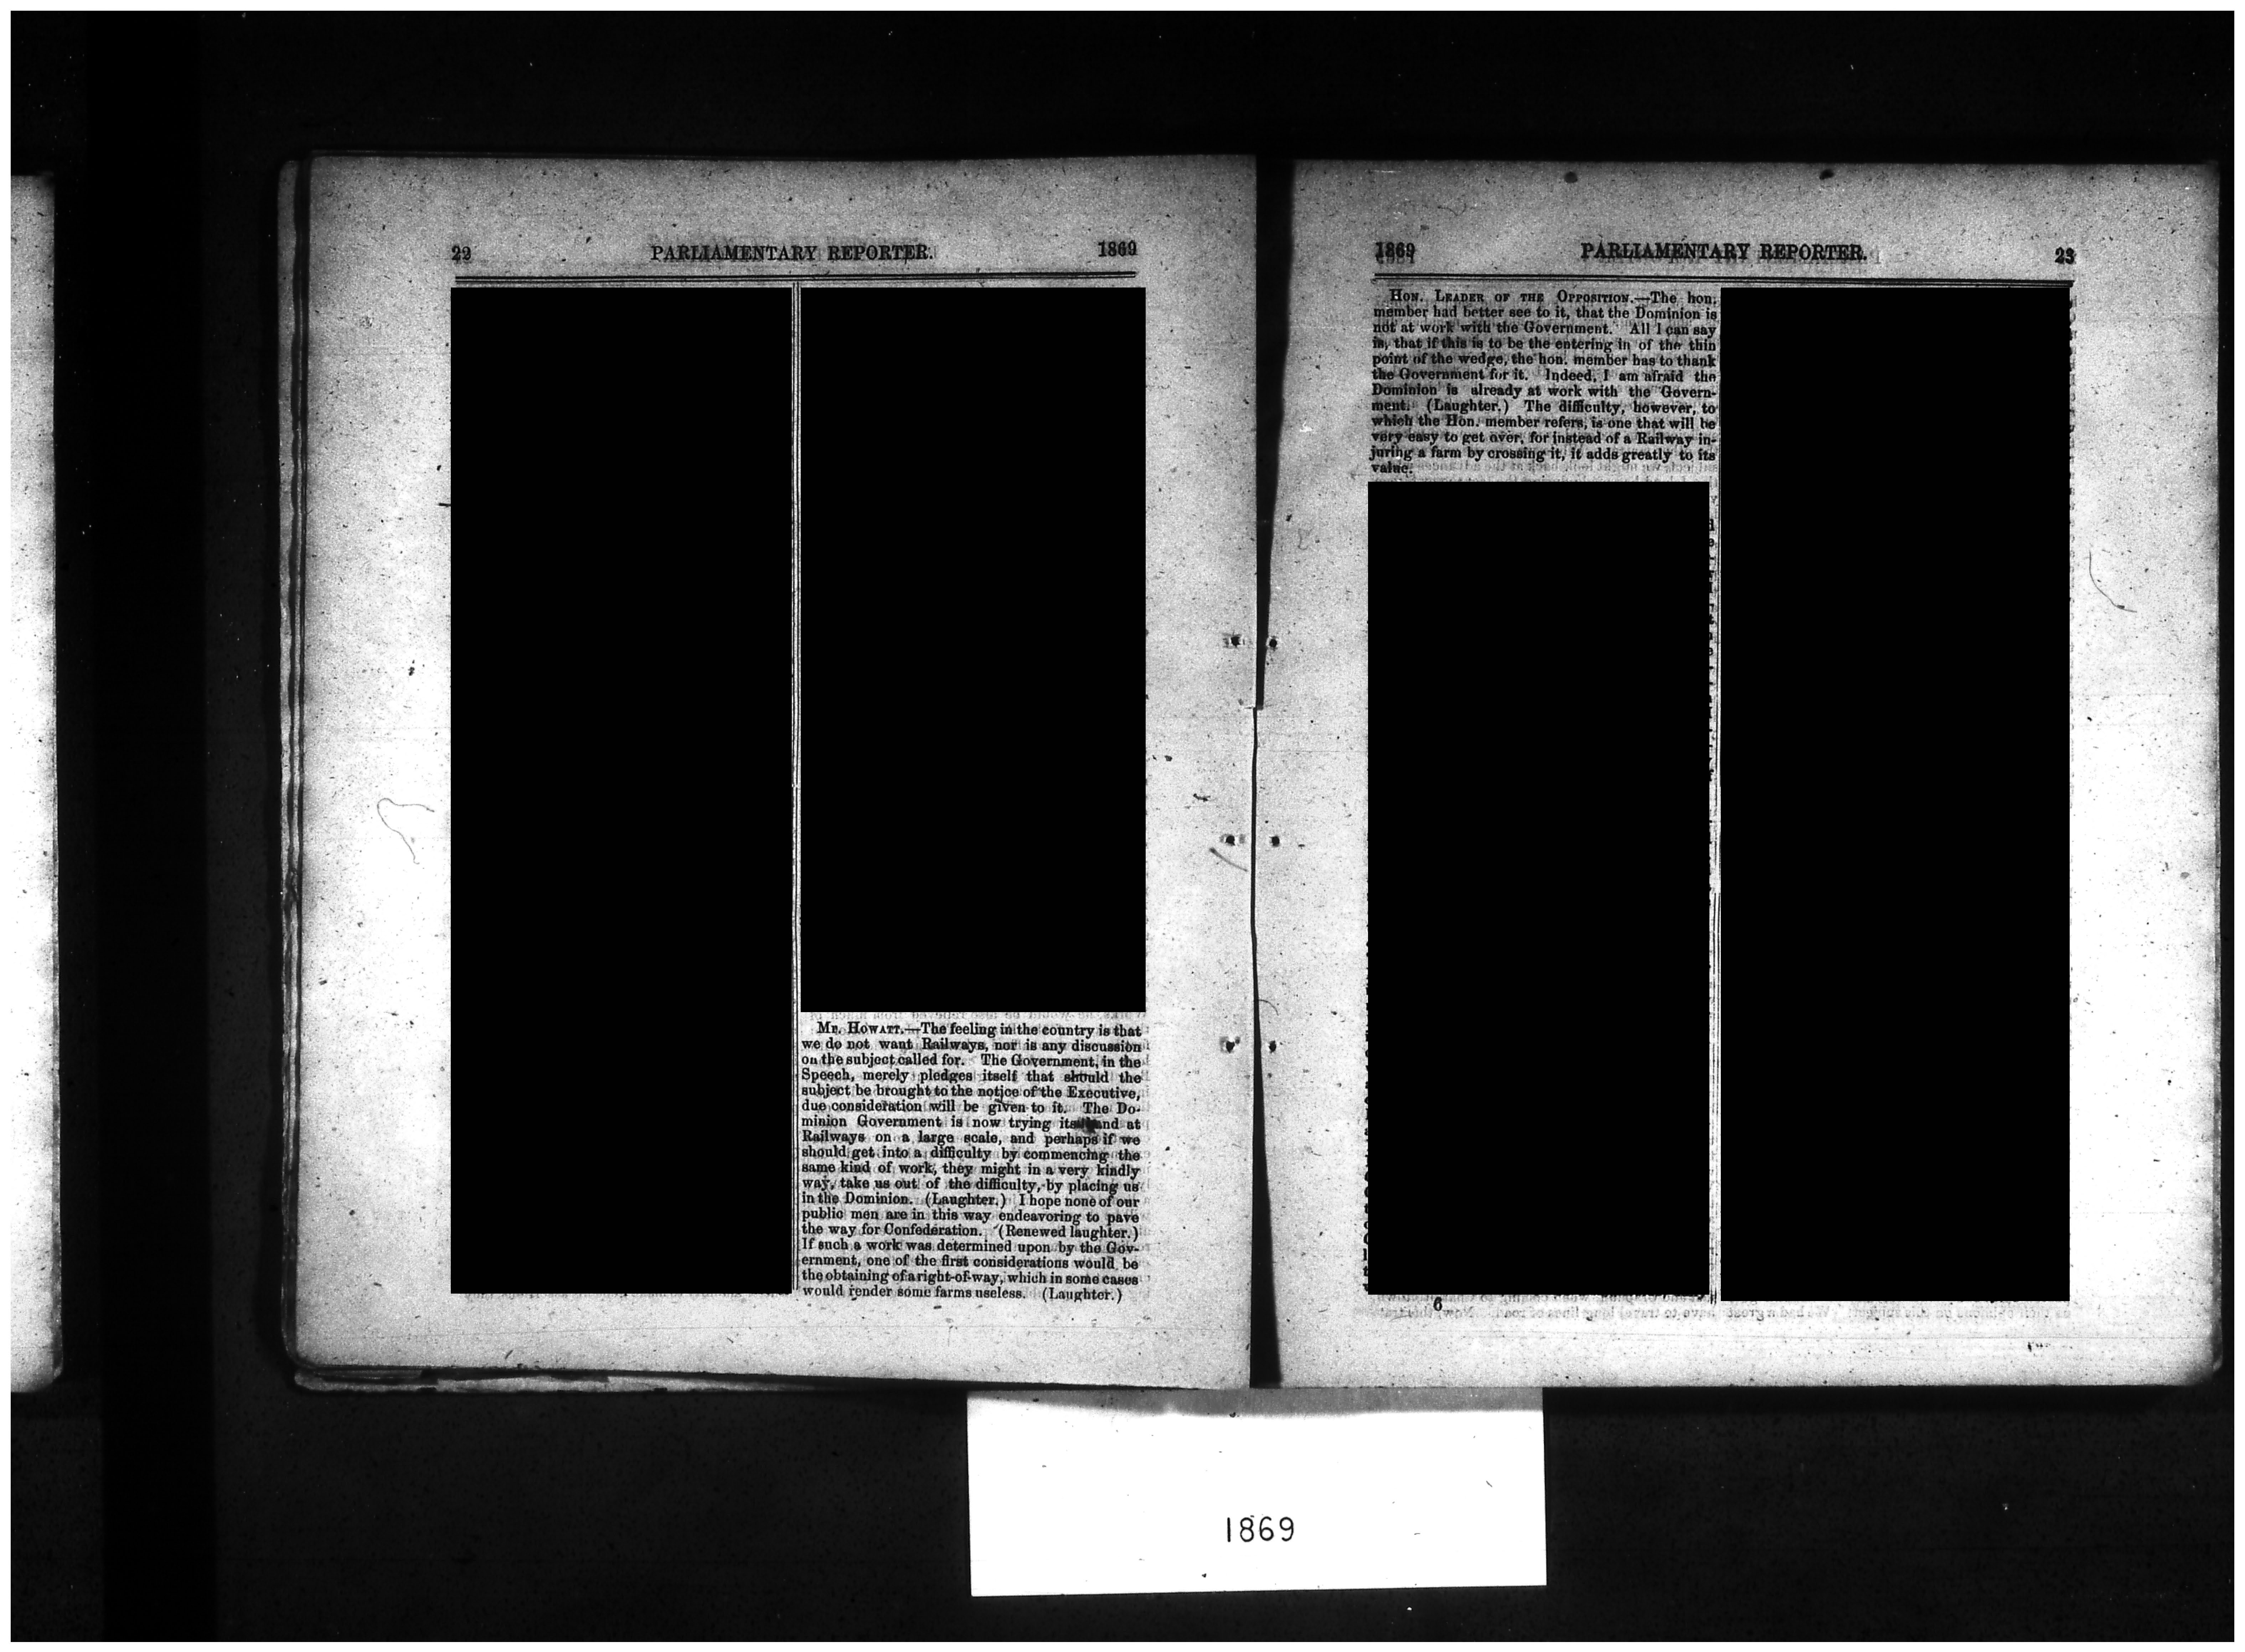 22 PARLIAMENTARY REPORTER. 1869
Mr. Howatt.—The feeling in the country is that
we do not want Railways, nor is any discussion
on the subject called for. The Government, in the
Speech, merely pledges itself that should the
subject be brought to the notice of the Executive,
due consideration will be given to it. The Do-
minion Government is now trying its hand at
Railways on a large scale, and perhaps if we
should get into a difficulty by commencing the
same kind of work, they might in a very kindly
way, take us out of the difficulty, by placing us
in the Dominion. (Laughter.) I hope none of our
public men are in this way endeavoring to pave
the way for Confederation. (Renewed laughter.)
If such a work was determined upon by the Gov-
ernment, one of the first considerations would be
the obtaining of a right-of-way, which in some cases
would render some farms useless. (Laughter.)
1869 PARLIAMENTARY REPORTER. 23
Hon. Leader of the Opposition.—The hon.
member had better see to it, that the Dominion is
not at work with the Government. All I can say
is, that if this is to be the entering in of the thin
point of the wedge, the hon. member has to thank
the Government for it. Indeed, I am afraid the
Dominion is already at work with the Govern-
ment. (Laughter.) The difficulty, however, to
which the Hon. member refers, is one that will be
very easy to get over, for instead of a Railway in-
juring a farm by crossing it, it adds greatly to its
value.
6
1869